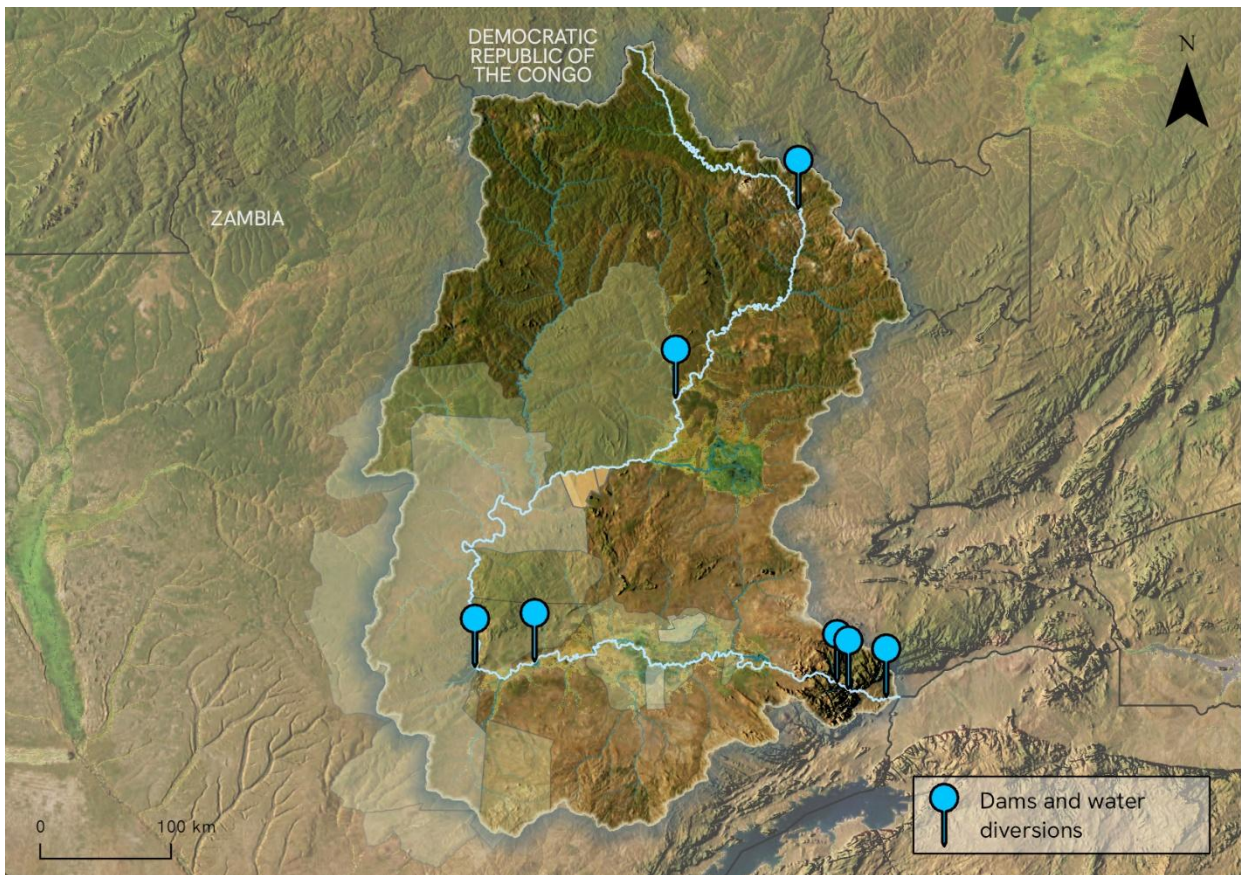 DEMOCRATIC
REPUBLIC OF
THE CONGO
N
ZAMBIA
0 100 km
Dams and water
diversions